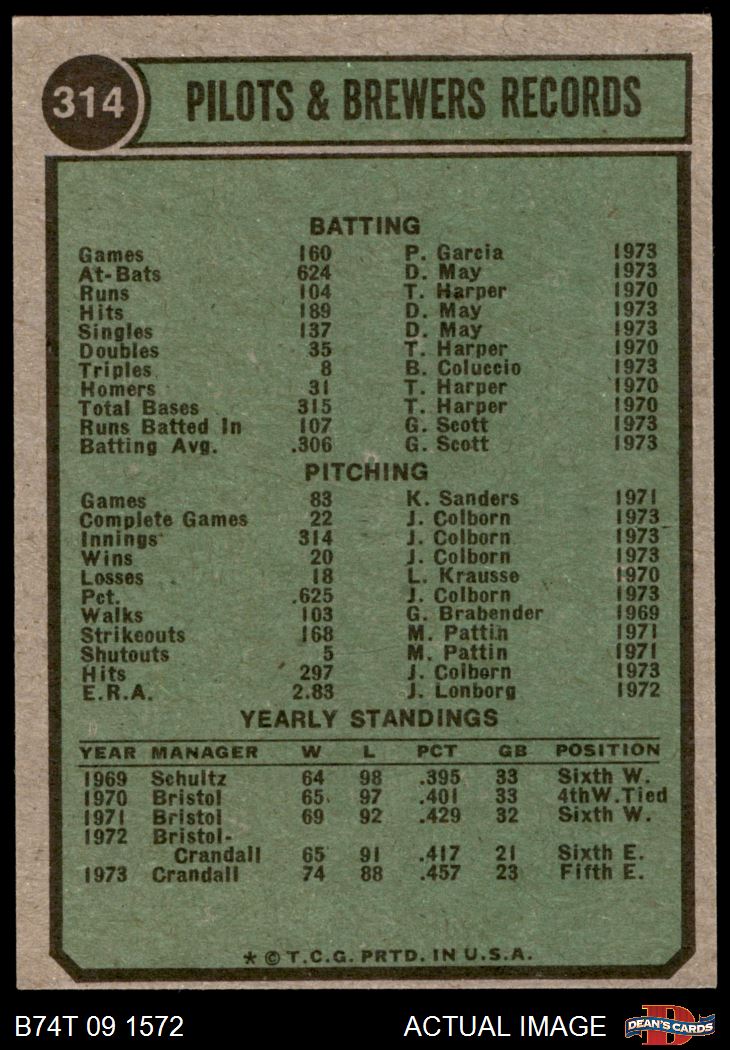 314 PILOTS & BREWERS RECORDS
BATTING
Games 160 P. Garcia 1973
At-Bats 624 D. May 1973
Runs 104 T. Harper 1970
Hits 189 D. May 1973
Singles 137 D. May 1973
Doubles 35 T. Harper 1970
Triples 8 B. Coluccio 1973
Homers 31 T. Harper 1970
Total Bases 315 T. Harper 1970
Runs Batted In 107 G. Scott 1973
Batting Avg. .306 G. Scott 1973
PITCHING
Games 83 K. Sanders 1971
Complete Games 22 J. Colborn 1973
Innings 314 J. Colborn 1973
Wins 20 J. Colborn 1973
Losses 18 L. Krausse 1970
Pct. .625 J. Colborn 1973
Walks 103 G. Brabender 1969
Strikeouts 168 M. Pattin 1971
Shutouts 5 M. Pattin 1971
Hits 297 J. Colborn 1973
E.R.A. 2.83 J. Lonborg 1972
YEARLY STANDINGS
YEAR MANAGER W L PCT GB POSITION
1969 Schultz 64 98 .395 33 Sixth W.
1970 Bristol 65 97 .401 33 4thW.Tied
1971 Bristol 69 92 .429 32 Sixth W.
1972 Bristol-
Crandall 65 91 .417 21 Sixth E.
1973 Crandall 74 88 .457 23 Fifth E.
* © T.C.G. PRTD. IN U.S.A.
B74T 09 1572 ACTUAL IMAGE D DEAN'S CARDS